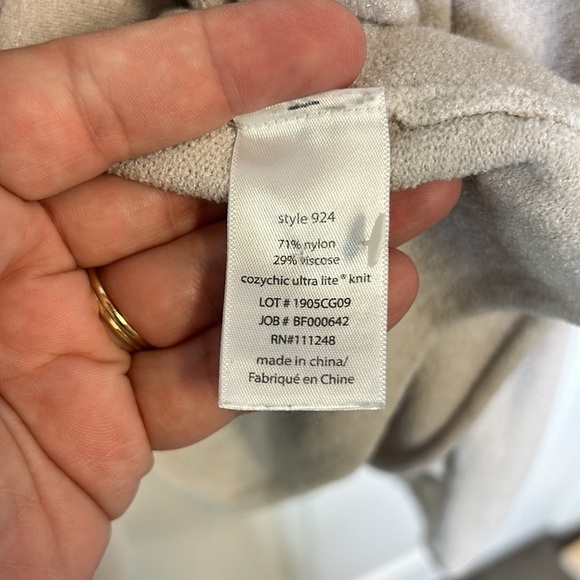 style 924
71% nylon
29% viscose
cozychic ultra lite® knit
LOT # 1905CG09
JOB # BF000642
RN#111248
made in china/
Fabriqué en Chine